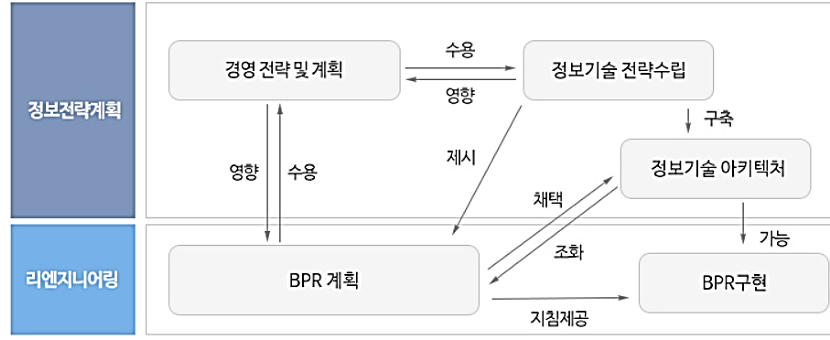 정보전략계획
경영 전략 및 계획
수용
영향
정보기술 전략수립
구축
정보기술 아키텍처
영향
수용
제시
채택
조화
가능
리엔지니어링
BPR 계획
지침제공
BPR구현